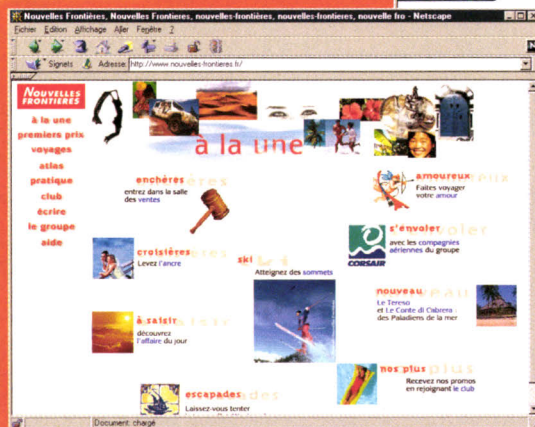 Nouvelles Frontières, Nouvelles Frontieres, nouvelles-frontières, nouvelles-frontieres, nouvelle fro - Netscape
Fichier Edition Affichage Aller Fenêtre ?
Signets Adresse: http://www.nouvelles-frontieres.fr/
NOUVELLES
FRONTIERES
à la une
premiers prix
voyages
atlas
pratique
club
écrire
le groupe
aide
à la une
enchères
entrez dans la salle
des ventes
amoureux
Faites voyager
votre amour
croisières
Levez l'ancre
ski
Atteignez des sommets
s'envoler
avec les compagnies
aériennes du groupe
CORSAIR
nouveau
Le Tereso
et Le Conte di Cabrera :
des Paladiens de la mer
à saisir
découvrez
l'affaire du jour
nos plus
Recevez nos promos
en rejoignant le club
escapades
Laissez-vous tenter
Document: chargé